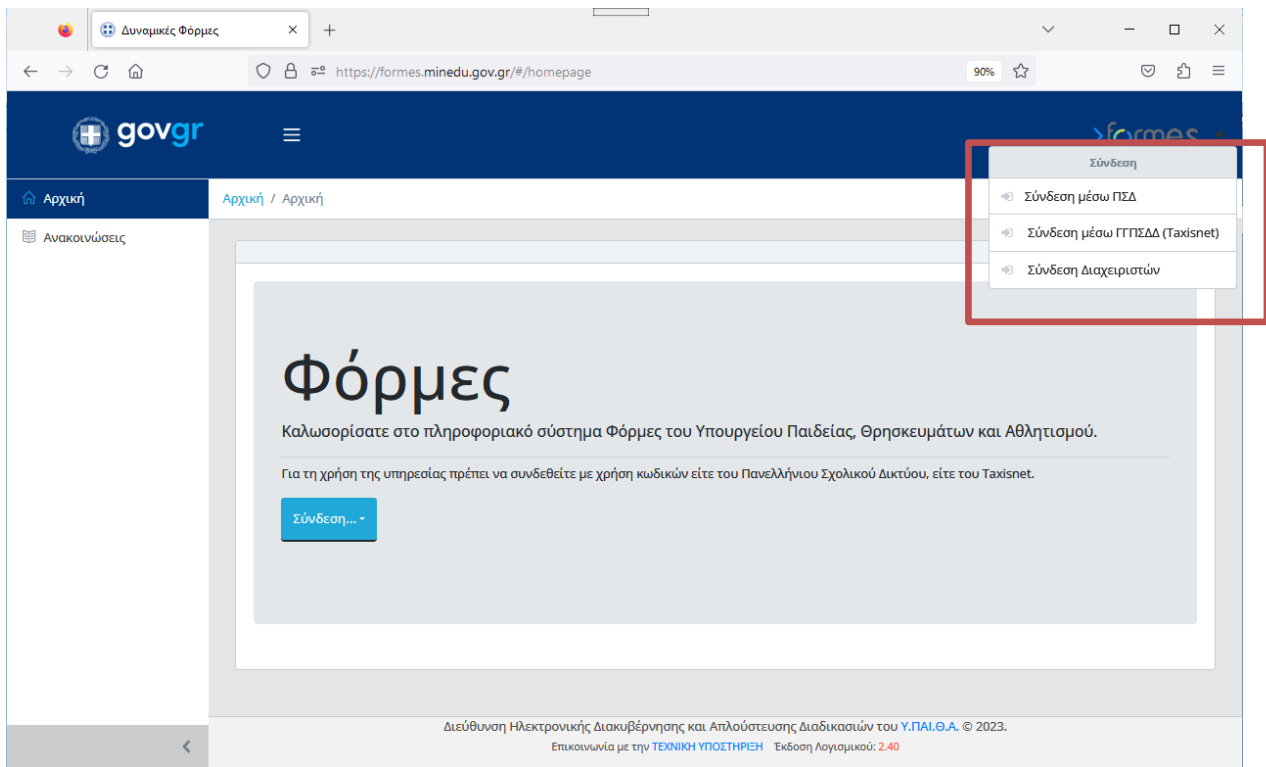 Δυναμικές Φόρμες
https://formes.minedu.gov.gr/#/homepage
90%
govgr
formes
Σύνδεση
Σύνδεση μέσω ΠΣΔ
Σύνδεση μέσω ΓΓΠΣΔΔ (Taxisnet)
Σύνδεση Διαχειριστών
Αρχική
Ανακοινώσεις
Αρχική / Αρχική
Φόρμες
Καλωσορίσατε στο πληροφοριακό σύστημα Φόρμες του Υπουργείου Παιδείας, Θρησκευμάτων και Αθλητισμού.
Για τη χρήση της υπηρεσίας πρέπει να συνδεθείτε με χρήση κωδικών είτε του Πανελλήνιου Σχολικού Δικτύου, είτε του Taxisnet.
Σύνδεση...
Διεύθυνση Ηλεκτρονικής Διακυβέρνησης και Απλούστευσης Διαδικασιών του Υ.ΠΑΙ.Θ.Α. © 2023.
Επικοινωνία με την ΤΕΧΝΙΚΗ ΥΠΟΣΤΗΡΙΞΗ Έκδοση Λογισμικού: 2.40